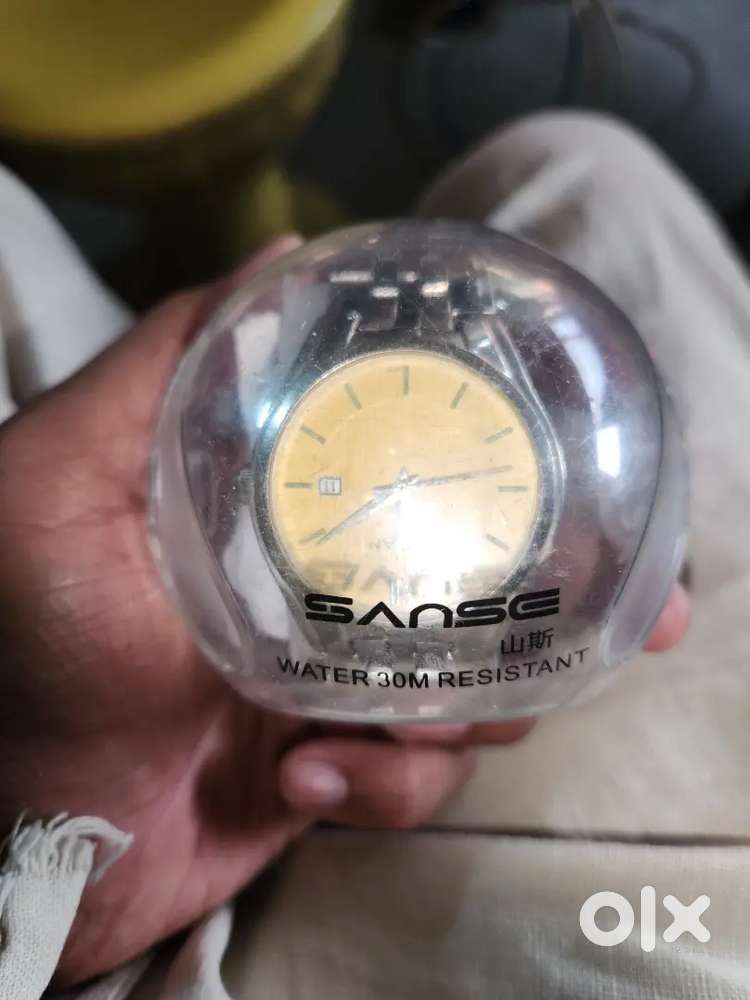 SANSE
山斯
WATER 30M RESISTANT
olx